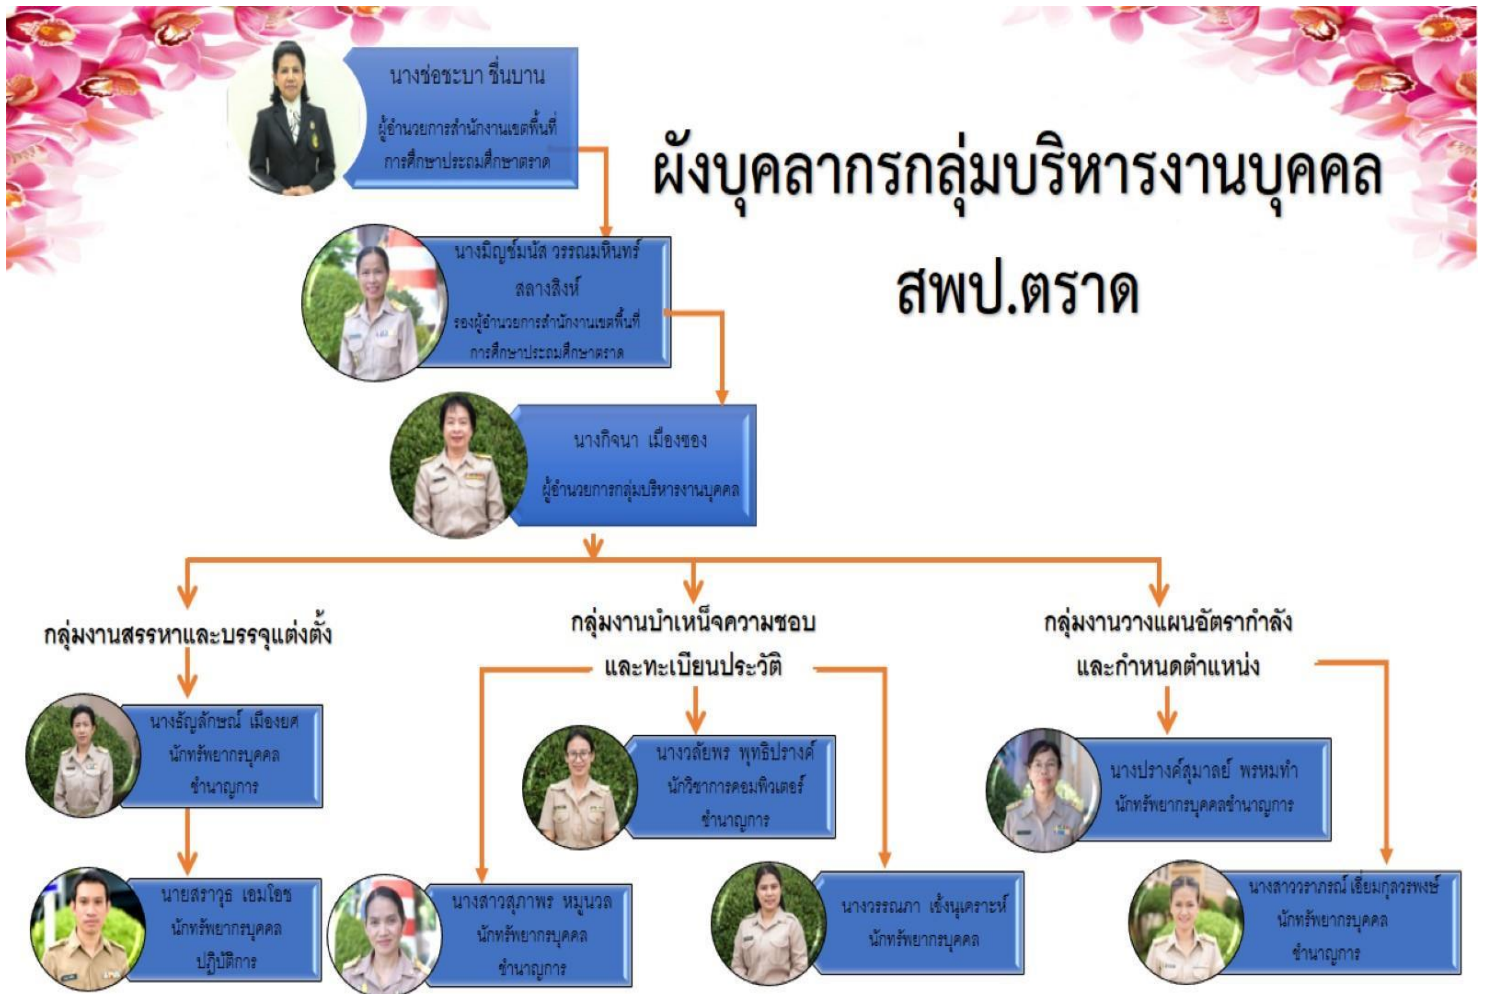 นางช่อชะบา ชื่นบาน
ผู้อำนวยการสำนักงานเขตพื้นที่
การศึกษาประถมศึกษาตราด
ผังบุคลากรกลุ่มบริหารงานบุคคล
สพป.ตราด
นางมิญช์มนัส วรรณมหินทร์
สลางสิงห์
รองผู้อำนวยการสำนักงานเขตพื้นที่
การศึกษาประถมศึกษาตราด
นางกิจนา เมืองซอง
ผู้อำนวยการกลุ่มบริหารงานบุคคล
กลุ่มงานสรรหาและบรรจุแต่งตั้ง
นางธัญลักษณ์ เมืองยศ
นักทรัพยากรบุคคล
ชำนาญการ
นายสราวุธ เอมโอช
นักทรัพยากรบุคคล
ปฏิบัติการ
กลุ่มงานบำเหน็จความชอบ
และทะเบียนประวัติ
นางวลัยพร พุทธิปรางค์
นักวิชาการคอมพิวเตอร์
ชำนาญการ
นางสาวสุภาพร หมูนวล
นักทรัพยากรบุคคล
ชำนาญการ
นางวรรณภา เช้งนุเคราะห์
นักทรัพยากรบุคคล
กลุ่มงานวางแผนอัตรากำลัง
และกำหนดตำแหน่ง
นางปรางค์สุมาลย์ พรหมทำ
นักทรัพยากรบุคคลชำนาญการ
นางสาววราภรณ์ เอี่ยมกุลวรพงษ์
นักทรัพยากรบุคคล
ชำนาญการ